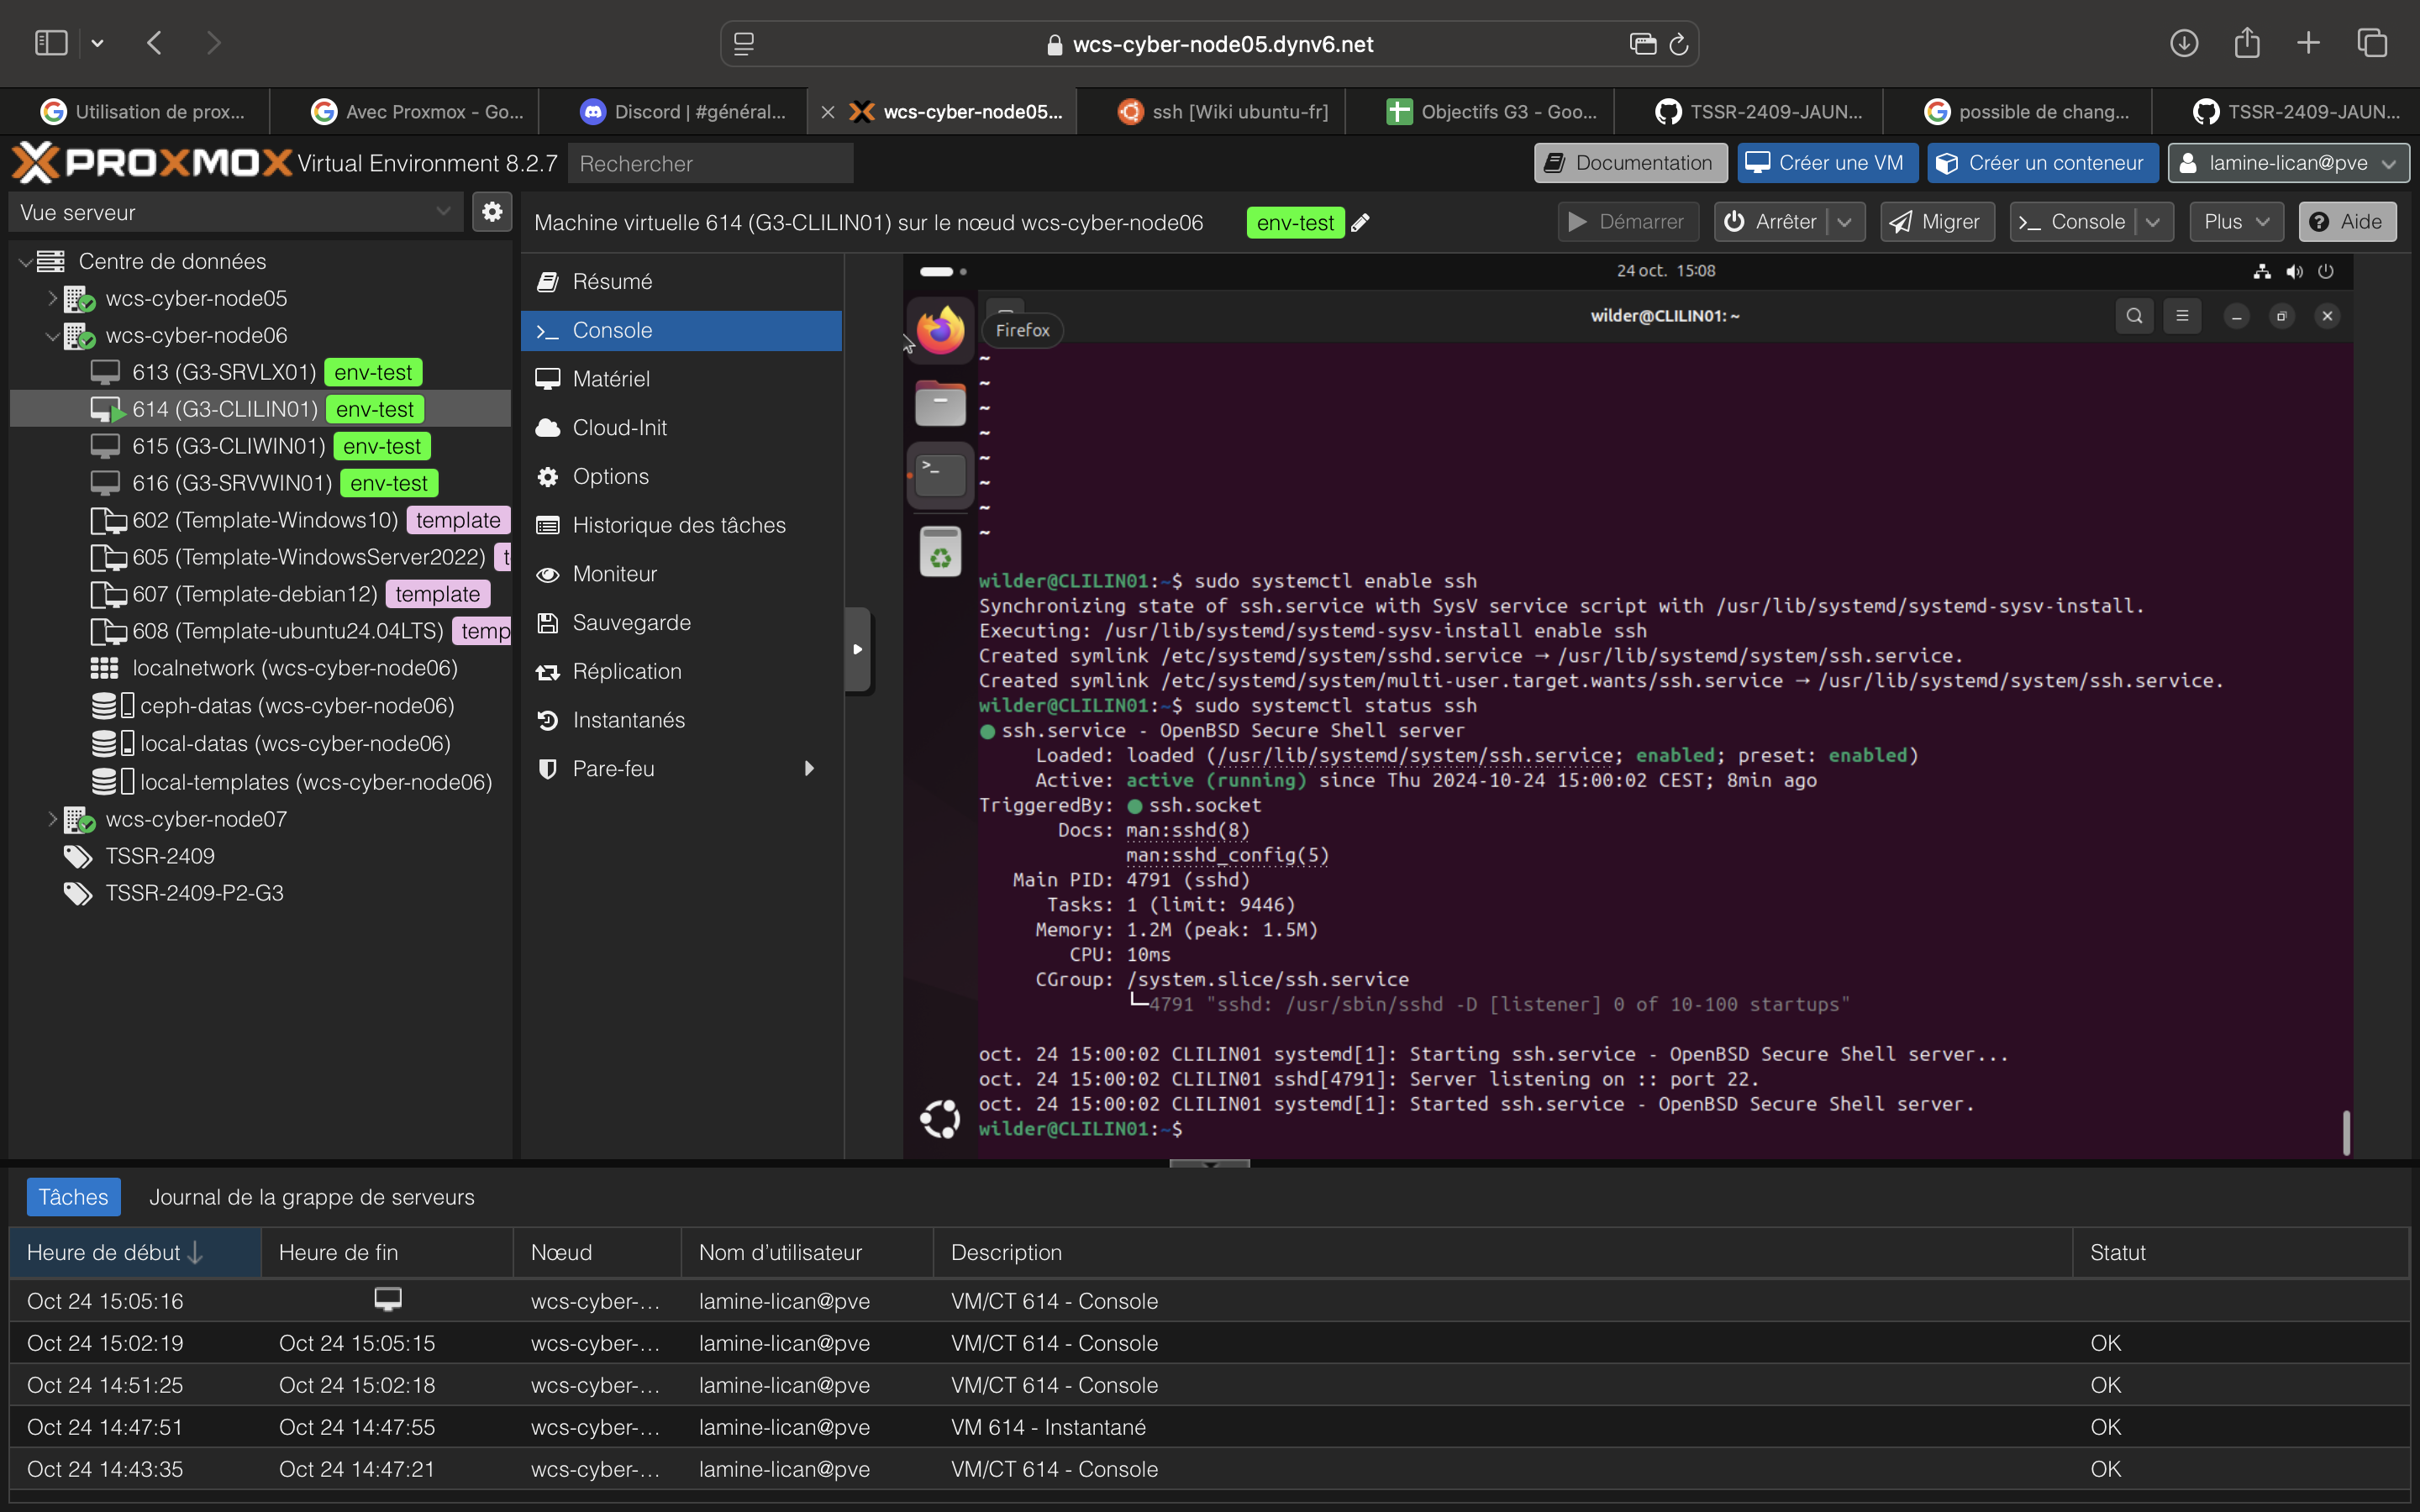 wcs-cyber-node05.dynv6.net
Utilisation de prox...
Avec Proxmox - Go...
Discord | #général...
wcs-cyber-node05...
ssh [Wiki ubuntu-fr]
Objectifs G3 - Goo...
TSSR-2409-JAUN...
possible de chang...
TSSR-2409-JAUN...
PROXMOX Virtual Environment 8.2.7
Rechercher
Documentation
Créer une VM
Créer un conteneur
lamine-lican@pve
Vue serveur
Machine virtuelle 614 (G3-CLILIN01) sur le nœud wcs-cyber-node06
env-test
Démarrer
Arrêter
Migrer
Console
Plus
Aide
Centre de données
wcs-cyber-node05
wcs-cyber-node06
613 (G3-SRVLX01) env-test
614 (G3-CLILIN01) env-test
615 (G3-CLIWIN01) env-test
616 (G3-SRVWIN01) env-test
602 (Template-Windows10) template
605 (Template-WindowsServer2022) t
607 (Template-debian12) template
608 (Template-ubuntu24.04LTS) temp
localnetwork (wcs-cyber-node06)
ceph-datas (wcs-cyber-node06)
local-datas (wcs-cyber-node06)
local-templates (wcs-cyber-node06)
wcs-cyber-node07
TSSR-2409
TSSR-2409-P2-G3
Résumé
Console
Matériel
Cloud-Init
Options
Historique des tâches
Moniteur
Sauvegarde
Réplication
Instantanés
Pare-feu
24 oct. 15:08
wilder@CLILIN01: ~
Firefox
~
~
~
~
~
~
~
~
wilder@CLILIN01:~$ sudo systemctl enable ssh
Synchronizing state of ssh.service with SysV service script with /usr/lib/systemd/systemd-sysv-install.
Executing: /usr/lib/systemd/systemd-sysv-install enable ssh
Created symlink /etc/systemd/system/sshd.service → /usr/lib/systemd/system/ssh.service.
Created symlink /etc/systemd/system/multi-user.target.wants/ssh.service → /usr/lib/systemd/system/ssh.service.
wilder@CLILIN01:~$ sudo systemctl status ssh
● ssh.service - OpenBSD Secure Shell server
Loaded: loaded (/usr/lib/systemd/system/ssh.service; enabled; preset: enabled)
Active: active (running) since Thu 2024-10-24 15:00:02 CEST; 8min ago
TriggeredBy: ● ssh.socket
Docs: man:sshd(8)
man:sshd_config(5)
Main PID: 4791 (sshd)
Tasks: 1 (limit: 9446)
Memory: 1.2M (peak: 1.5M)
CPU: 10ms
CGroup: /system.slice/ssh.service
└─4791 "sshd: /usr/sbin/sshd -D [listener] 0 of 10-100 startups"
oct. 24 15:00:02 CLILIN01 systemd[1]: Starting ssh.service - OpenBSD Secure Shell server...
oct. 24 15:00:02 CLILIN01 sshd[4791]: Server listening on :: port 22.
oct. 24 15:00:02 CLILIN01 systemd[1]: Started ssh.service - OpenBSD Secure Shell server.
wilder@CLILIN01:~$
Tâches
Journal de la grappe de serveurs
Heure de début Heure de fin Nœud Nom d'utilisateur Description Statut
Oct 24 15:05:16 wcs-cyber-... lamine-lican@pve VM/CT 614 - Console
Oct 24 15:02:19 Oct 24 15:05:15 wcs-cyber-... lamine-lican@pve VM/CT 614 - Console OK
Oct 24 14:51:25 Oct 24 15:02:18 wcs-cyber-... lamine-lican@pve VM/CT 614 - Console OK
Oct 24 14:47:51 Oct 24 14:47:55 wcs-cyber-... lamine-lican@pve VM 614 - Instantané OK
Oct 24 14:43:35 Oct 24 14:47:21 wcs-cyber-... lamine-lican@pve VM/CT 614 - Console OK